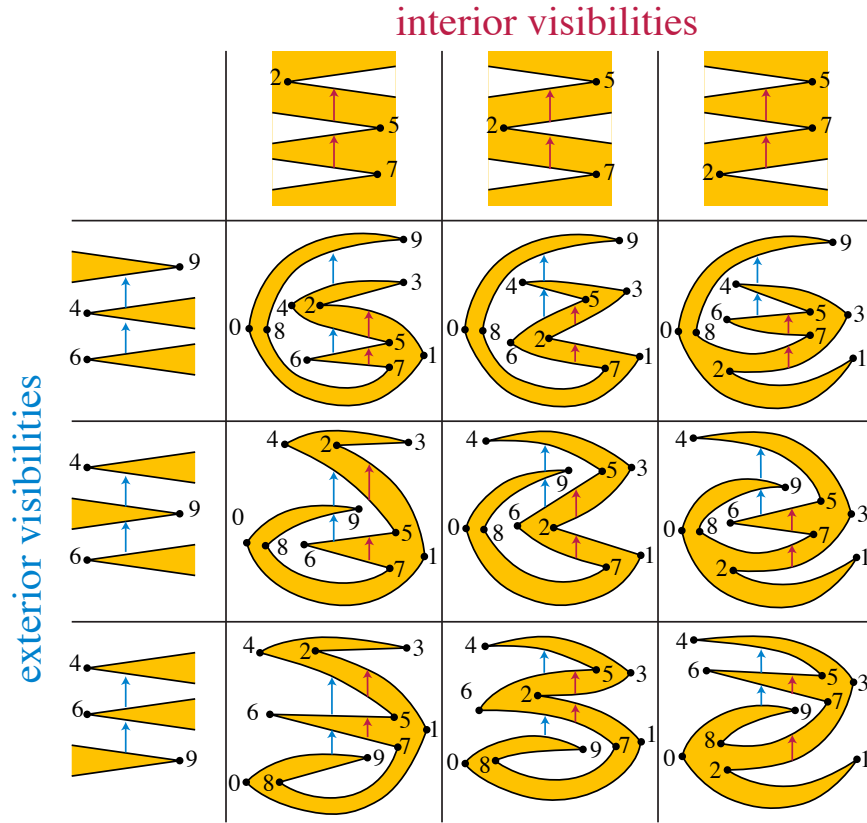 interior visibilities
2 5 7
5 2 7
5 7 2
exterior visibilities
9 4 6
9 3 4 2 0 8 5 6 1 7
9 4 3 5 0 8 2 6 1 7
9 4 6 5 3 0 8 7 2 1
4 9 6
4 2 3 0 9 5 8 6 1 7
4 9 5 3 6 0 8 2 1 7
4 9 5 6 3 0 8 7 1 2
4 6 9
4 2 3 6 5 1 7 9 0 8
4 5 3 6 2 1 7 9 0 8
4 6 5 3 7 9 8 0 2 1